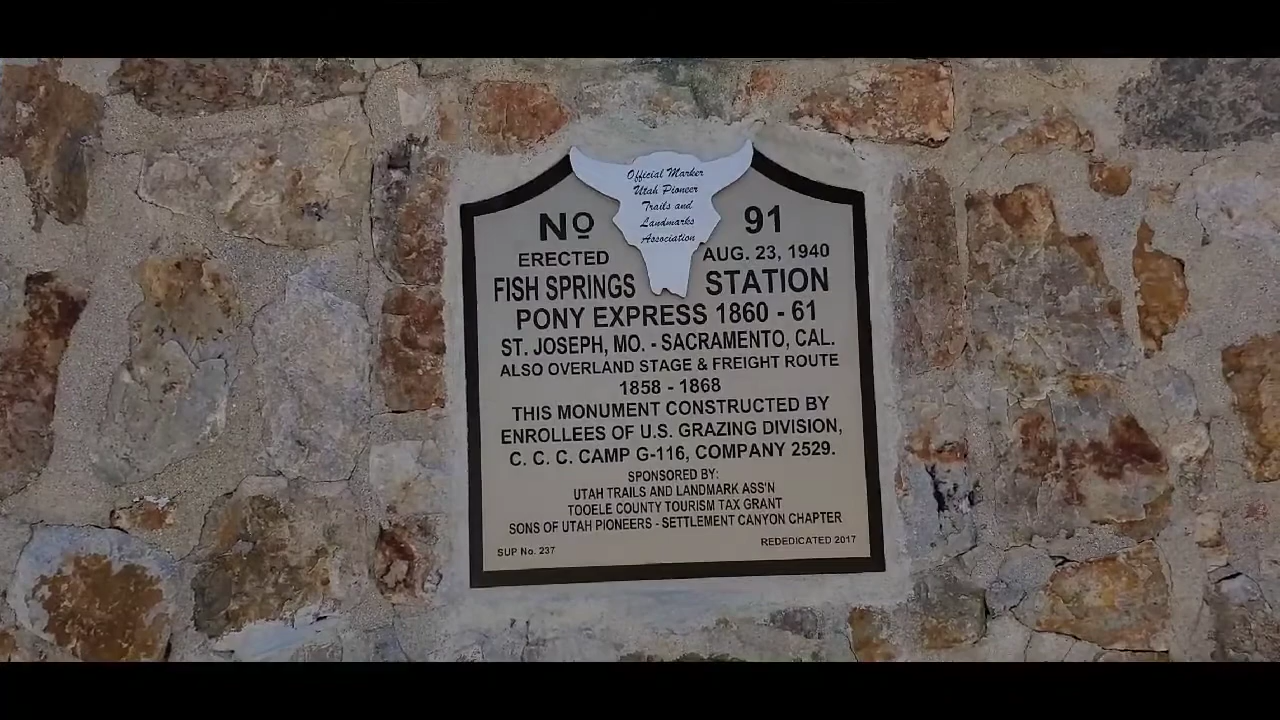 Official Marker
Utah Pioneer
Trails and
Landmarks
Association
Nº 91
ERECTED AUG. 23, 1940
FISH SPRINGS STATION
PONY EXPRESS 1860 - 61
ST. JOSEPH, MO. - SACRAMENTO, CAL.
ALSO OVERLAND STAGE & FREIGHT ROUTE
1858 - 1868
THIS MONUMENT CONSTRUCTED BY
ENROLLEES OF U.S. GRAZING DIVISION,
C. C. C. CAMP G-116, COMPANY 2529.
SPONSORED BY:
UTAH TRAILS AND LANDMARK ASS'N
TOOELE COUNTY TOURISM TAX GRANT
SONS OF UTAH PIONEERS - SETTLEMENT CANYON CHAPTER
SUP No. 237 REDEDICATED 2017